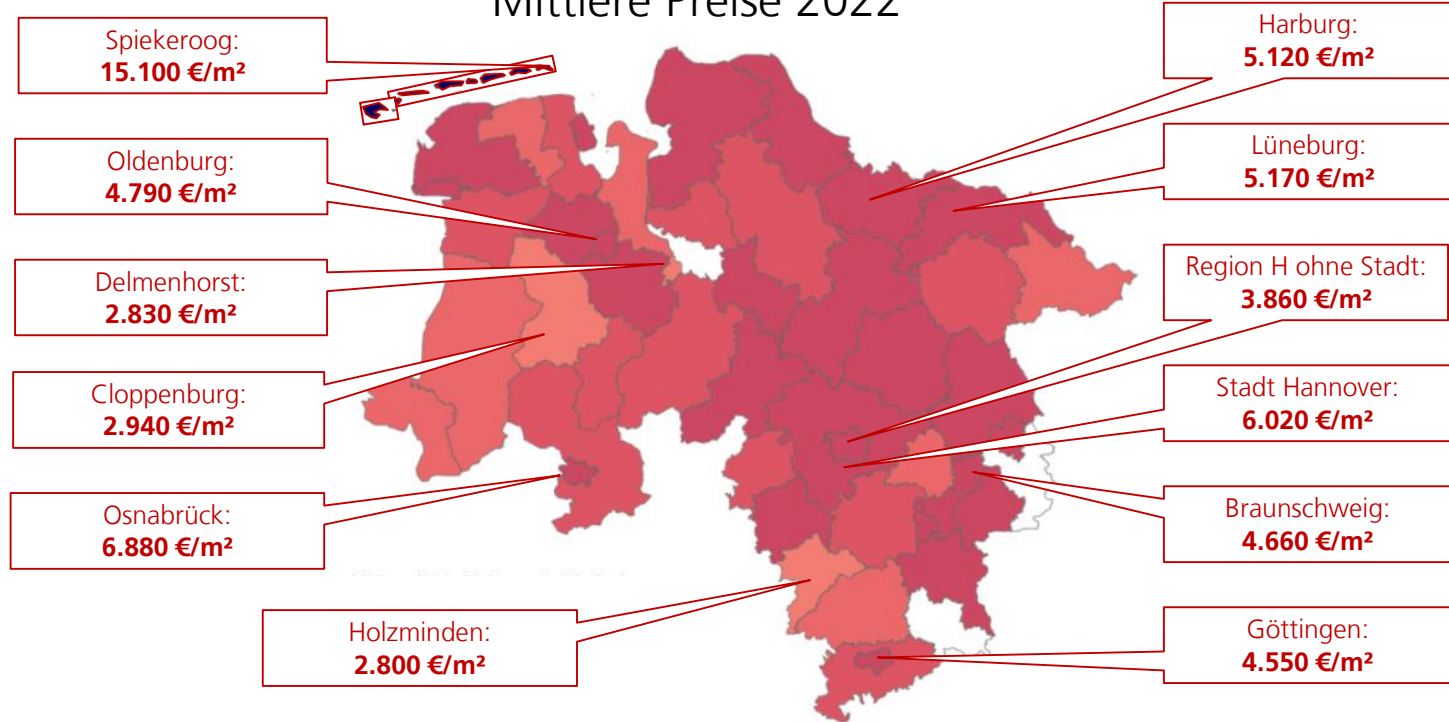 Mittlere Preise 2022
Spiekeroog:
15.100 €/m²
Oldenburg:
4.790 €/m²
Delmenhorst:
2.830 €/m²
Cloppenburg:
2.940 €/m²
Osnabrück:
6.880 €/m²
Holzminden:
2.800 €/m²
Harburg:
5.120 €/m²
Lüneburg:
5.170 €/m²
Region H ohne Stadt:
3.860 €/m²
Stadt Hannover:
6.020 €/m²
Braunschweig:
4.660 €/m²
Göttingen:
4.550 €/m²